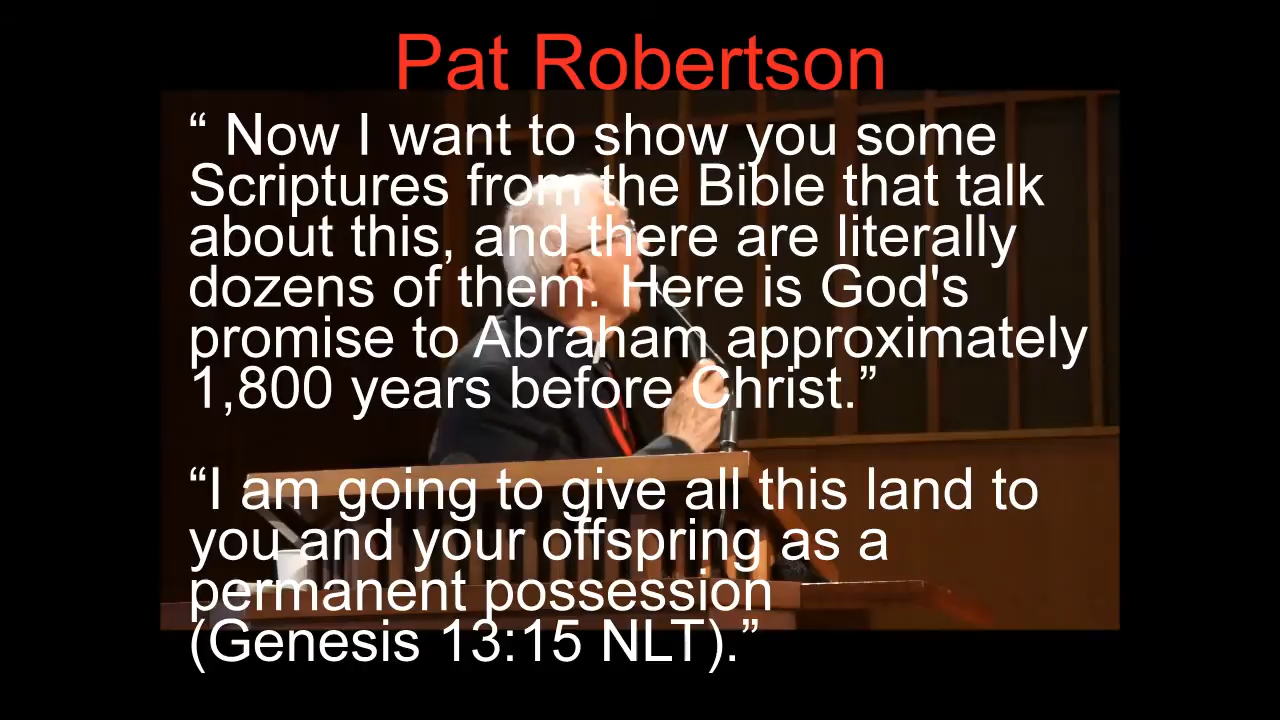 Pat Robertson
“ Now I want to show you some
Scriptures from the Bible that talk
about this, and there are literally
dozens of them. Here is God's
promise to Abraham approximately
1,800 years before Christ.”
“I am going to give all this land to
you and your offspring as a
permanent possession
(Genesis 13:15 NLT).”